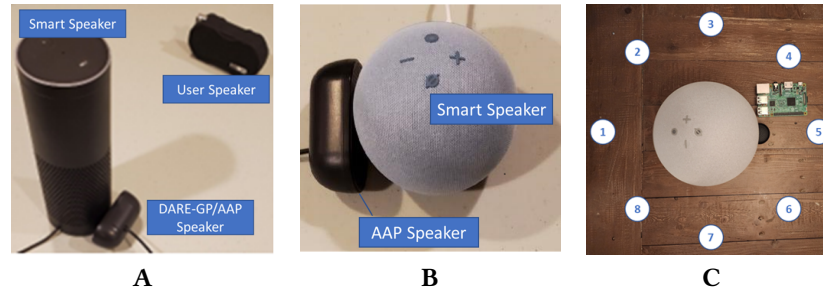 Smart Speaker
User Speaker
DARE-GP/AAP
Speaker
A
Smart Speaker
AAP Speaker
B
3
2
4
1
5
8
6
7
C